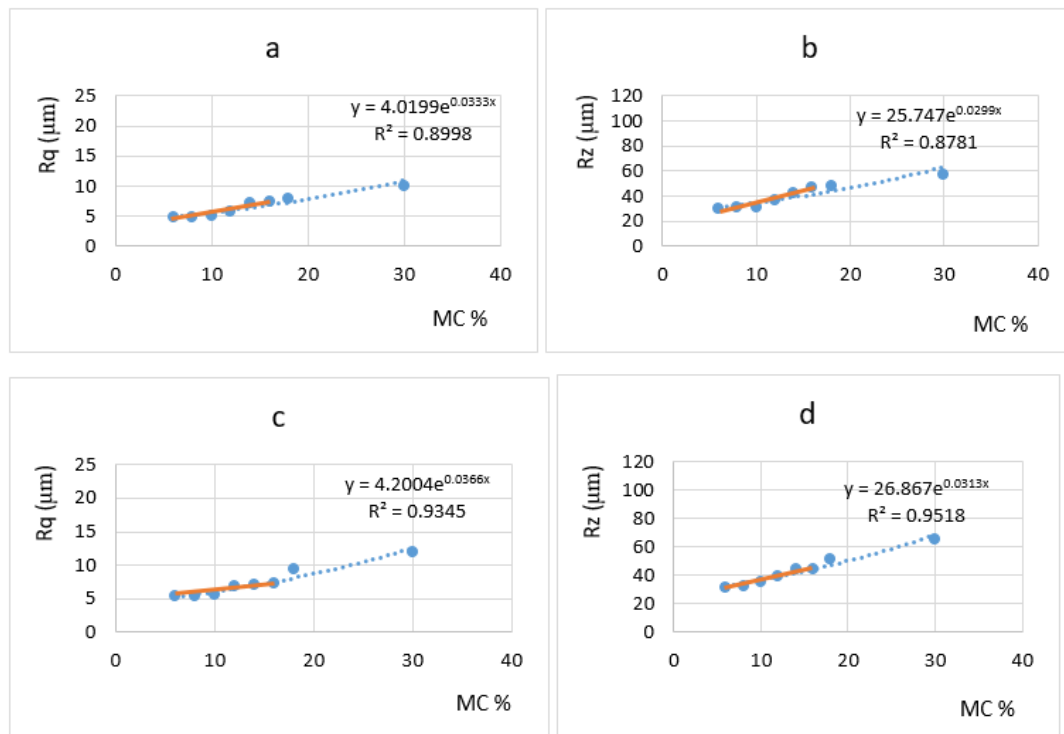 a
Rq (μm)
25
20
15
10
5
0
y = 4.0199e^0.0333x
R² = 0.8998
0 10 20 30 40
MC %
b
Rz (μm)
120
100
80
60
40
20
0
y = 25.747e^0.0299x
R² = 0.8781
0 10 20 30 40
MC %
c
Rq (μm)
25
20
15
10
5
0
y = 4.2004e^0.0366x
R² = 0.9345
0 10 20 30 40
MC %
d
Rz (μm)
120
100
80
60
40
20
0
y = 26.867e^0.0313x
R² = 0.9518
0 10 20 30 40
MC %